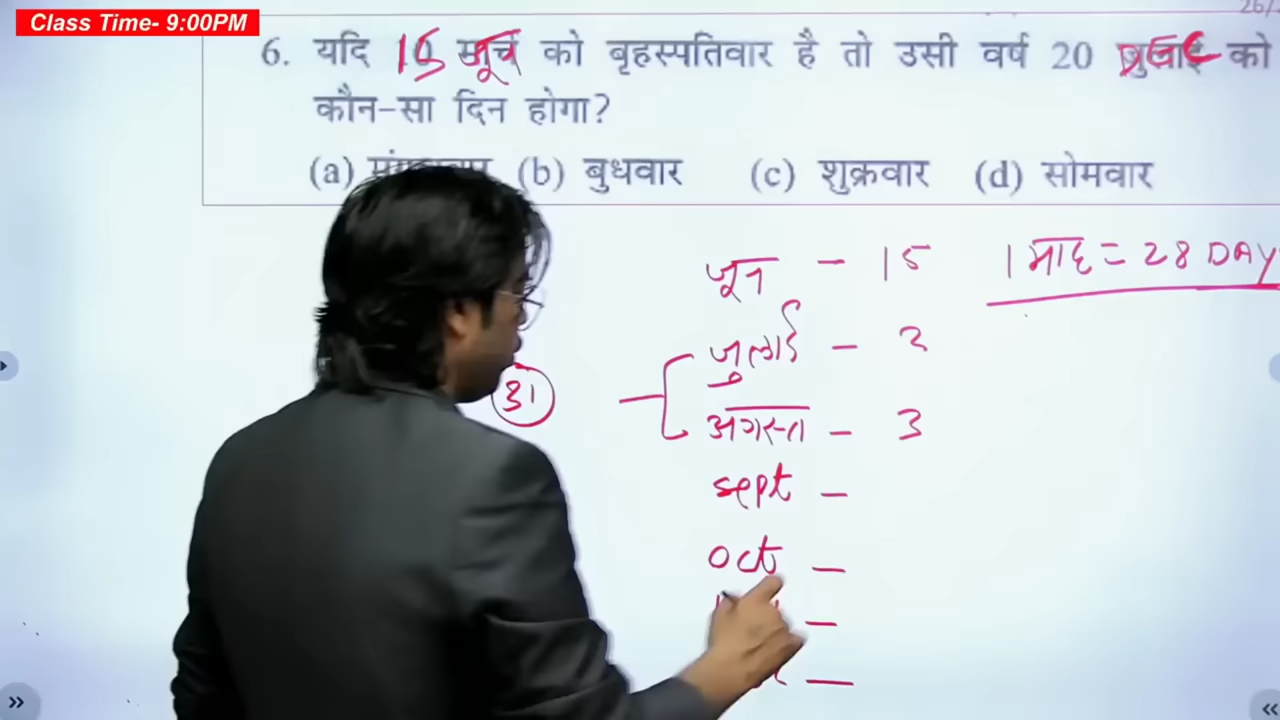 Class Time- 9:00PM
6. यदि 15 जून को बृहस्पतिवार है तो उसी वर्ष 20 DEC को
कौन-सा दिन होगा?
(a) (b) बुधवार (c) शुक्रवार (d) सोमवार
जून - 15 1 माह = 28 DAY
जुलाई - 2
31
अगस्त - 3
sept -
oct -
-
-